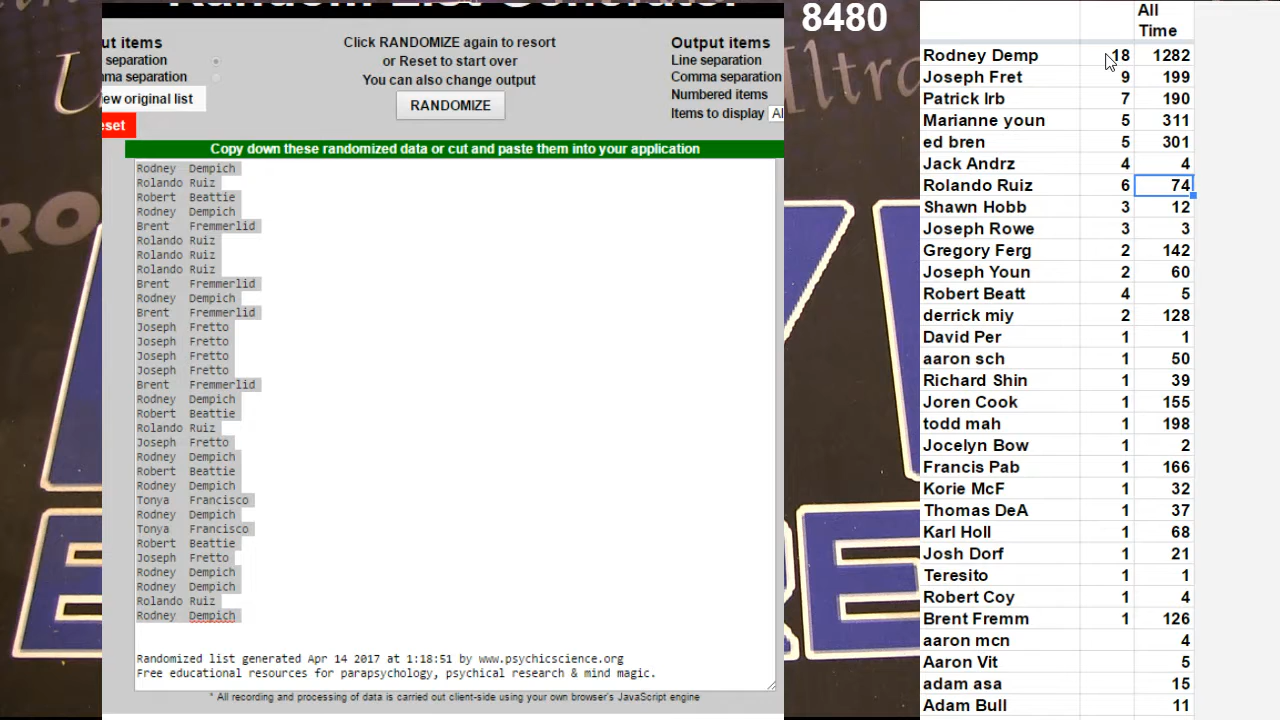 Random List Generator
8480
ut items
separation
mma separation
ew original list
eset
Click RANDOMIZE again to resort
or Reset to start over
You can also change output
RANDOMIZE
Output items
Line separation
Comma separation
Numbered items
Items to display Al
Copy down these randomized data or cut and paste them into your application
Rodney Dempich
Rolando Ruiz
Robert Beattie
Rodney Dempich
Brent Fremmerlid
Rolando Ruiz
Rolando Ruiz
Rolando Ruiz
Brent Fremmerlid
Rodney Dempich
Brent Fremmerlid
Joseph Fretto
Joseph Fretto
Joseph Fretto
Joseph Fretto
Brent Fremmerlid
Rodney Dempich
Robert Beattie
Rolando Ruiz
Joseph Fretto
Rodney Dempich
Robert Beattie
Rodney Dempich
Tonya Francisco
Rodney Dempich
Tonya Francisco
Robert Beattie
Joseph Fretto
Rodney Dempich
Rodney Dempich
Rolando Ruiz
Rodney Dempich
Randomized list generated Apr 14 2017 at 1:18:51 by www.psychicscience.org
Free educational resources for parapsychology, psychical research & mind magic.
* All recording and processing of data is carried out client-side using your own browser's JavaScript engine
All
Time
Rodney Demp 18 1282
Joseph Fret 9 199
Patrick Irb 7 190
Marianne youn 5 311
ed bren 5 301
Jack Andrz 4 4
Rolando Ruiz 6 74
Shawn Hobb 3 12
Joseph Rowe 3 3
Gregory Ferg 2 142
Joseph Youn 2 60
Robert Beatt 4 5
derrick miy 2 128
David Per 1 1
aaron sch 1 50
Richard Shin 1 39
Joren Cook 1 155
todd mah 1 198
Jocelyn Bow 1 2
Francis Pab 1 166
Korie McF 1 32
Thomas DeA 1 37
Karl Holl 1 68
Josh Dorf 1 21
Teresito 1 1
Robert Coy 1 4
Brent Fremm 1 126
aaron mcn 4
Aaron Vit 5
adam asa 15
Adam Bull 11